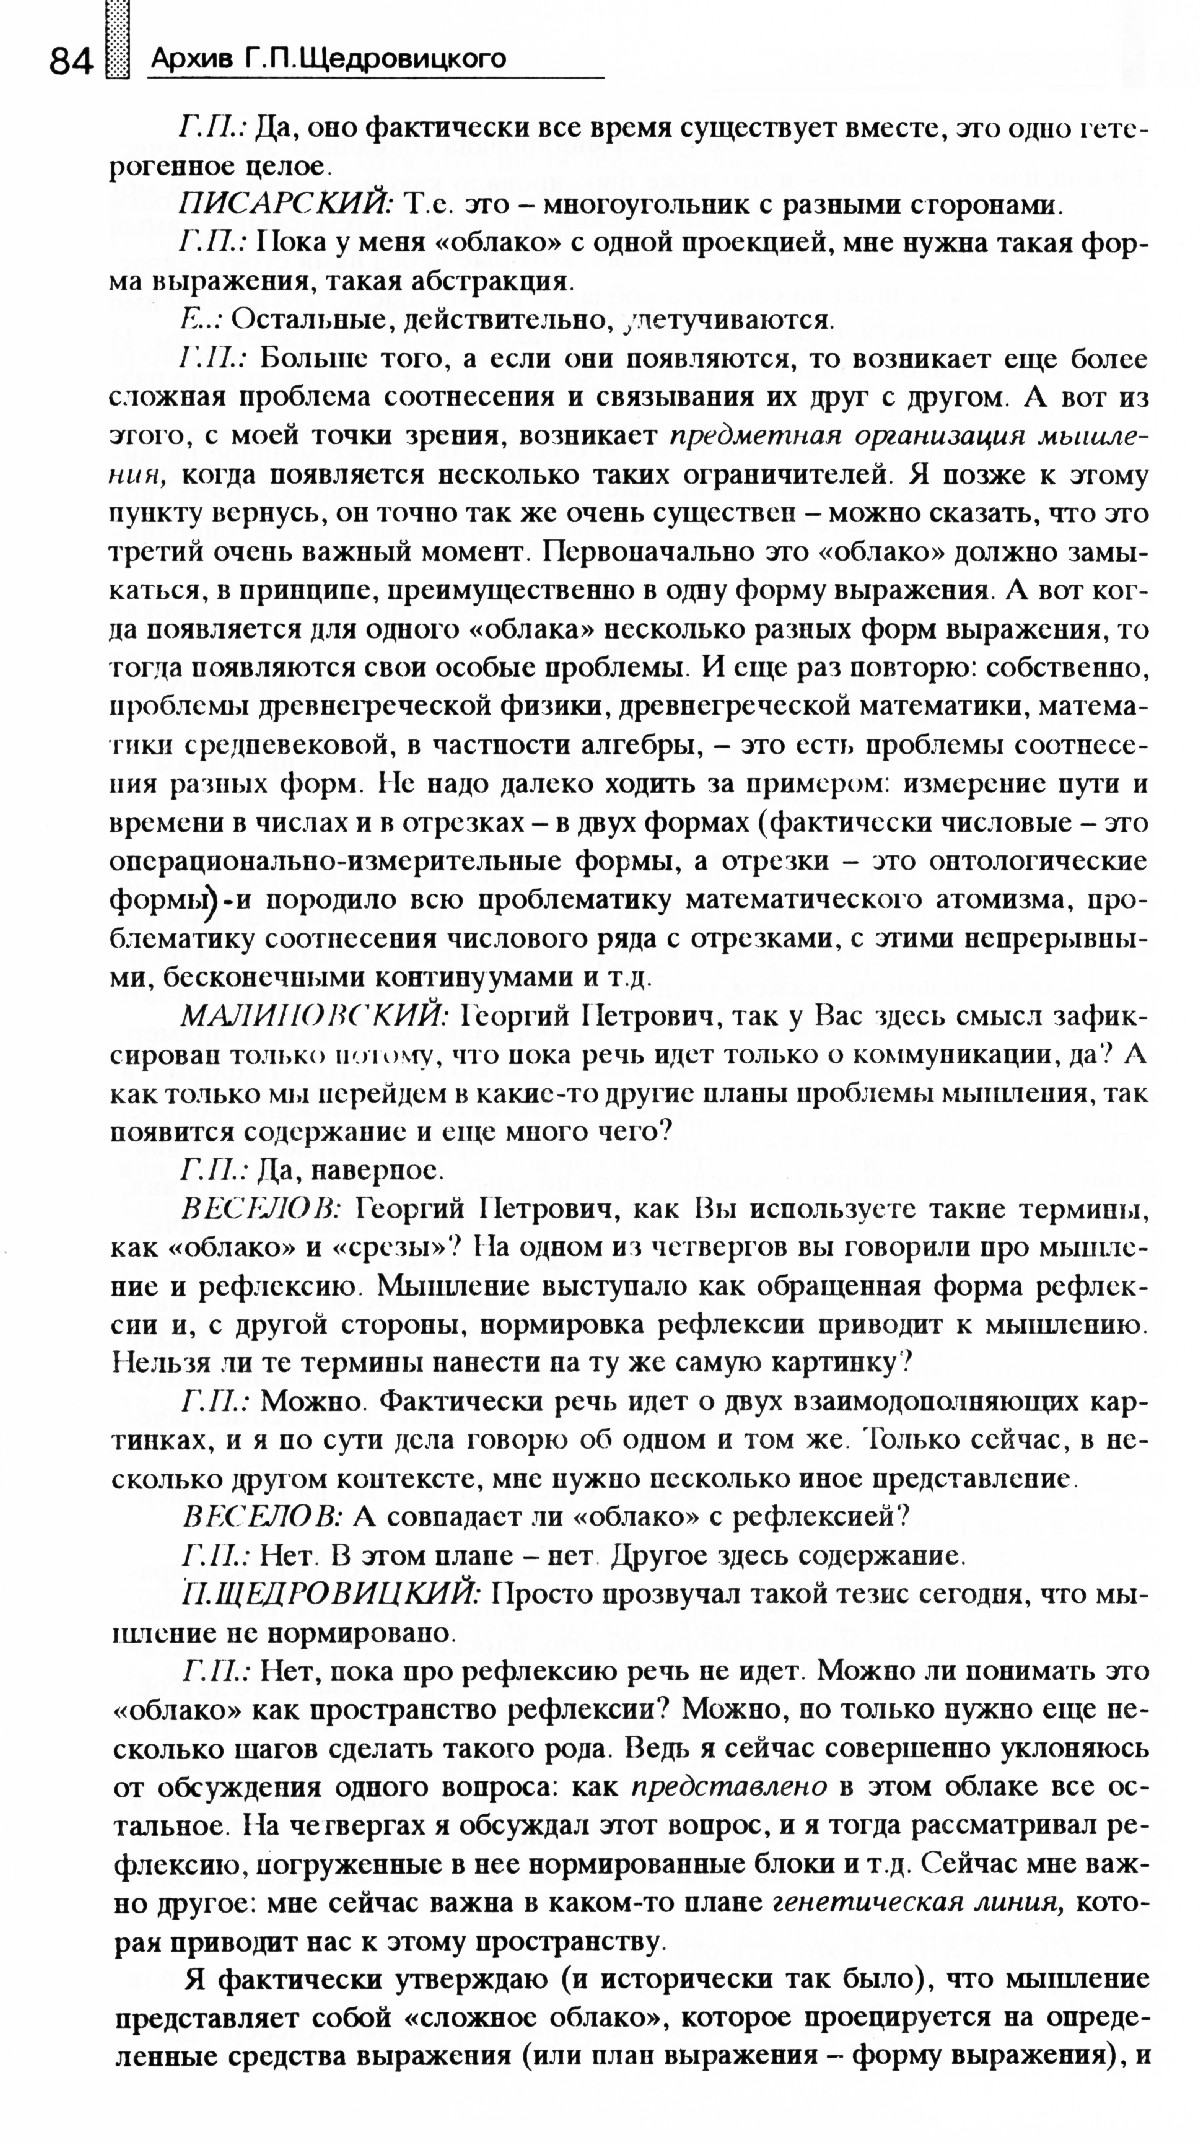 84 Архив Г.П.Щедровицкого
Г.П.: Да, оно фактически все время существует вместе, это одно гете-
рогенное целое.
ПИСАРСКИЙ: Т.е. это – многоугольник с разными сторонами.
Г.П.: Пока у меня «облако» с одной проекцией, мне нужна такая фор-
ма выражения, такая абстракция.
Е..: Остальные, действительно, улетучиваются.
Г.П.: Больше того, а если они появляются, то возникает еще более
сложная проблема соотнесения и связывания их друг с другом. А вот из
этого, с моей точки зрения, возникает предметная организация мышле-
ния, когда появляется несколько таких ограничителей. Я позже к этому
пункту вернусь, он точно так же очень существен – можно сказать, что это
третий очень важный момент. Первоначально это «облако» должно замы-
каться, в принципе, преимущественно в одну форму выражения. А вот ког-
да появляется для одного «облака» несколько разных форм выражения, то
тогда появляются свои особые проблемы. И еще раз повторю: собственно,
проблемы древнегреческой физики, древнегреческой математики, матема-
тики средневековой, в частности алгебры, – это есть проблемы соотнесе-
ния разных форм. Не надо далеко ходить за примером: измерение пути и
времени в числах и в отрезках – в двух формах (фактически числовые – это
операционально-измерительные формы, а отрезки – это онтологические
формы)-и породило всю проблематику математического атомизма, про-
блематику соотнесения числового ряда с отрезками, с этими непрерывны-
ми, бесконечными континуумами и т.д.
МАЛИНОВСКИЙ: Георгий Петрович, так у Вас здесь смысл зафик-
сирован только потому, что пока речь идет только о коммуникации, да? А
как только мы перейдем в какие-то другие планы проблемы мышления, так
появится содержание и еще много чего?
Г.П.: Да, наверное.
ВЕСЕЛОВ: Георгий Петрович, как Вы используете такие термины,
как «облако» и «срезы»? На одном из четвергов вы говорили про мышле-
ние и рефлексию. Мышление выступало как обращенная форма рефлек-
сии и, с другой стороны, нормировка рефлексии приводит к мышлению.
Нельзя ли те термины нанести на ту же самую картинку?
Г.П.: Можно. Фактически речь идет о двух взаимодополняющих кар-
тинках, и я по сути дела говорю об одном и том же. Только сейчас, в не-
сколько другом контексте, мне нужно несколько иное представление.
ВЕСЕЛОВ: А совпадает ли «облако» с рефлексией?
Г.П.: Нет. В этом плане – нет. Другое здесь содержание.
П.ЩЕДРОВИЦКИЙ: Просто прозвучал такой тезис сегодня, что мы-
шление не нормировано.
Г.П.: Нет, пока про рефлексию речь не идет. Можно ли понимать это
«облако» как пространство рефлексии? Можно, но только нужно еще не-
сколько шагов сделать такого рода. Ведь я сейчас совершенно уклоняюсь
от обсуждения одного вопроса: как представлено в этом облаке все ос-
тальное. На четвергах я обсуждал этот вопрос, и я тогда рассматривал ре-
флексию, погруженные в нее нормированные блоки и т.д. Сейчас мне важ-
но другое: мне сейчас важна в каком-то плане генетическая линия, кото-
рая приводит нас к этому пространству.
Я фактически утверждаю (и исторически так было), что мышление
представляет собой «сложное облако», которое проецируется на опреде-
ленные средства выражения (или план выражения – форму выражения), и